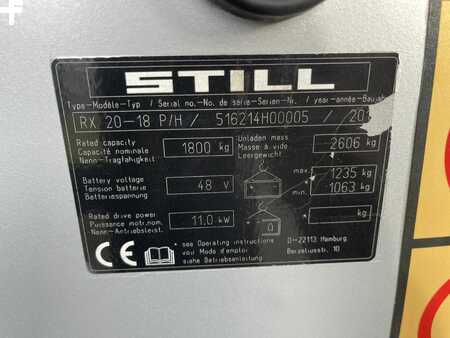 STILL
Type-Modèle-Typ / Serial no.-No. de série-Serien-Nr. / year-année-Baujahr
RX 20-18 P/H / 516214H00005 / 20
Rated capacity
Capacité nominale
Nenn-Tragfähigkeit
1800 kg
Unladen mass
Masse à vide
Leergewicht
* 2606 kg
Battery voltage
Tension batterie
Batteriespannung
48 V
max. * 1235 kg
min. * 1063 kg
Rated drive power
Puissance motr.nom.
Nenn-Antriebsleist.
11.0 kW
* kg
* see Operating instructions
voir Mode d'emploi
siehe Betriebsanleitung
D-22113 Hamburg
Berzeliusstr. 10
CE